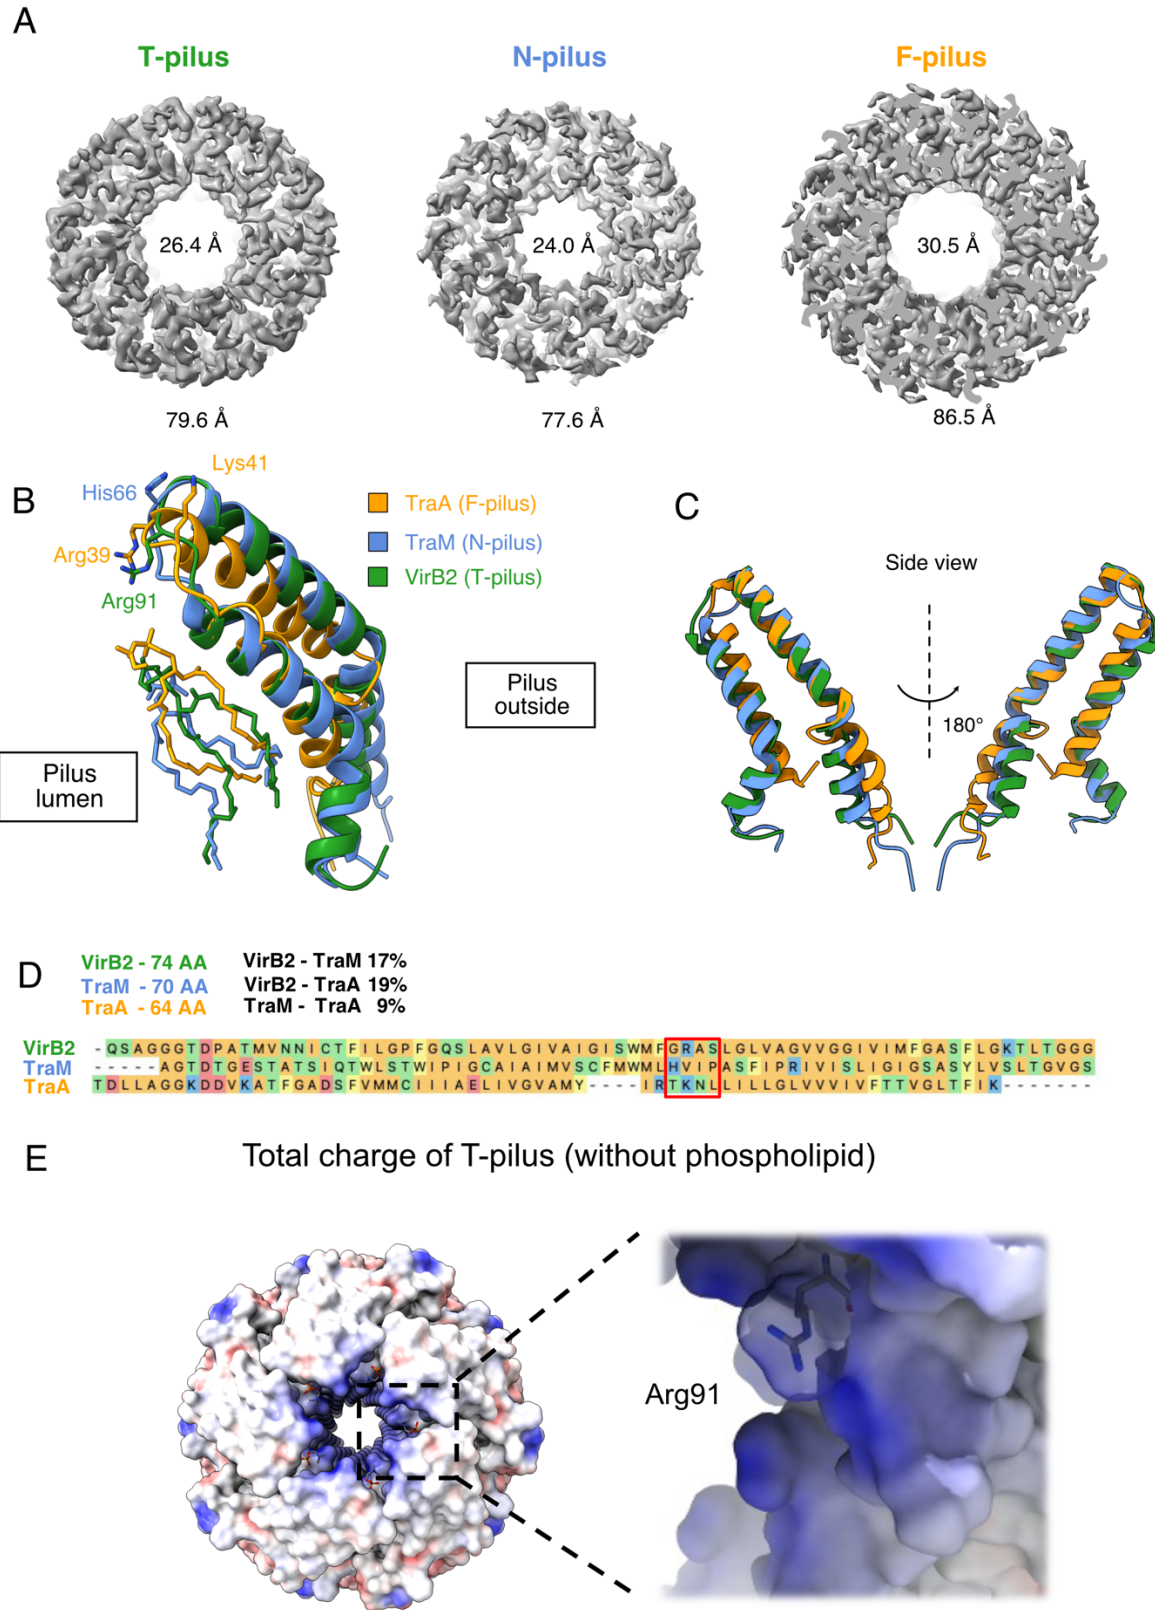 A
T-pilus
N-pilus
F-pilus
26.4 Å
24.0 Å
30.5 Å
79.6 Å
77.6 Å
86.5 Å
B
Lys41
His66
Arg39
Arg91
TraA (F-pilus)
TraM (N-pilus)
VirB2 (T-pilus)
Pilus
outside
Pilus
lumen
C
Side view
180°
D
VirB2 - 74 AA
TraM - 70 AA
TraA - 64 AA
VirB2 - TraM 17%
VirB2 - TraA 19%
TraM - TraA 9%
VirB2 -QSAGGGTDPATMVNNICTFILGPFGQSLAVLGIVAIGISWMFGRASLGLVAGVVGGIVIMFGASFLGKTLTGGG
TraM -----AGTDTGESTATSIQTWLSTWIPIGCAIMVSCFMWMLHVIPASFIPRIVISLIGIGSASYLVSLTGVGS
TraA TDLLAGGKDDVKATFGADSFVMMCIIIAELIVGVAMY----IRTKNLLILLGLVVVIVFTTVGLTFIK-------
E
Total charge of T-pilus (without phospholipid)
Arg91